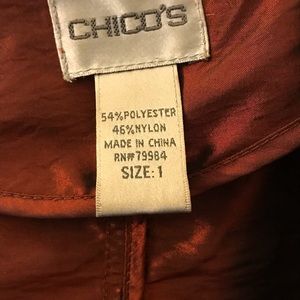 CHICO'S
54%POLYESTER
46%NYLON
MADE IN CHINA
RN#79984
SIZE: 1